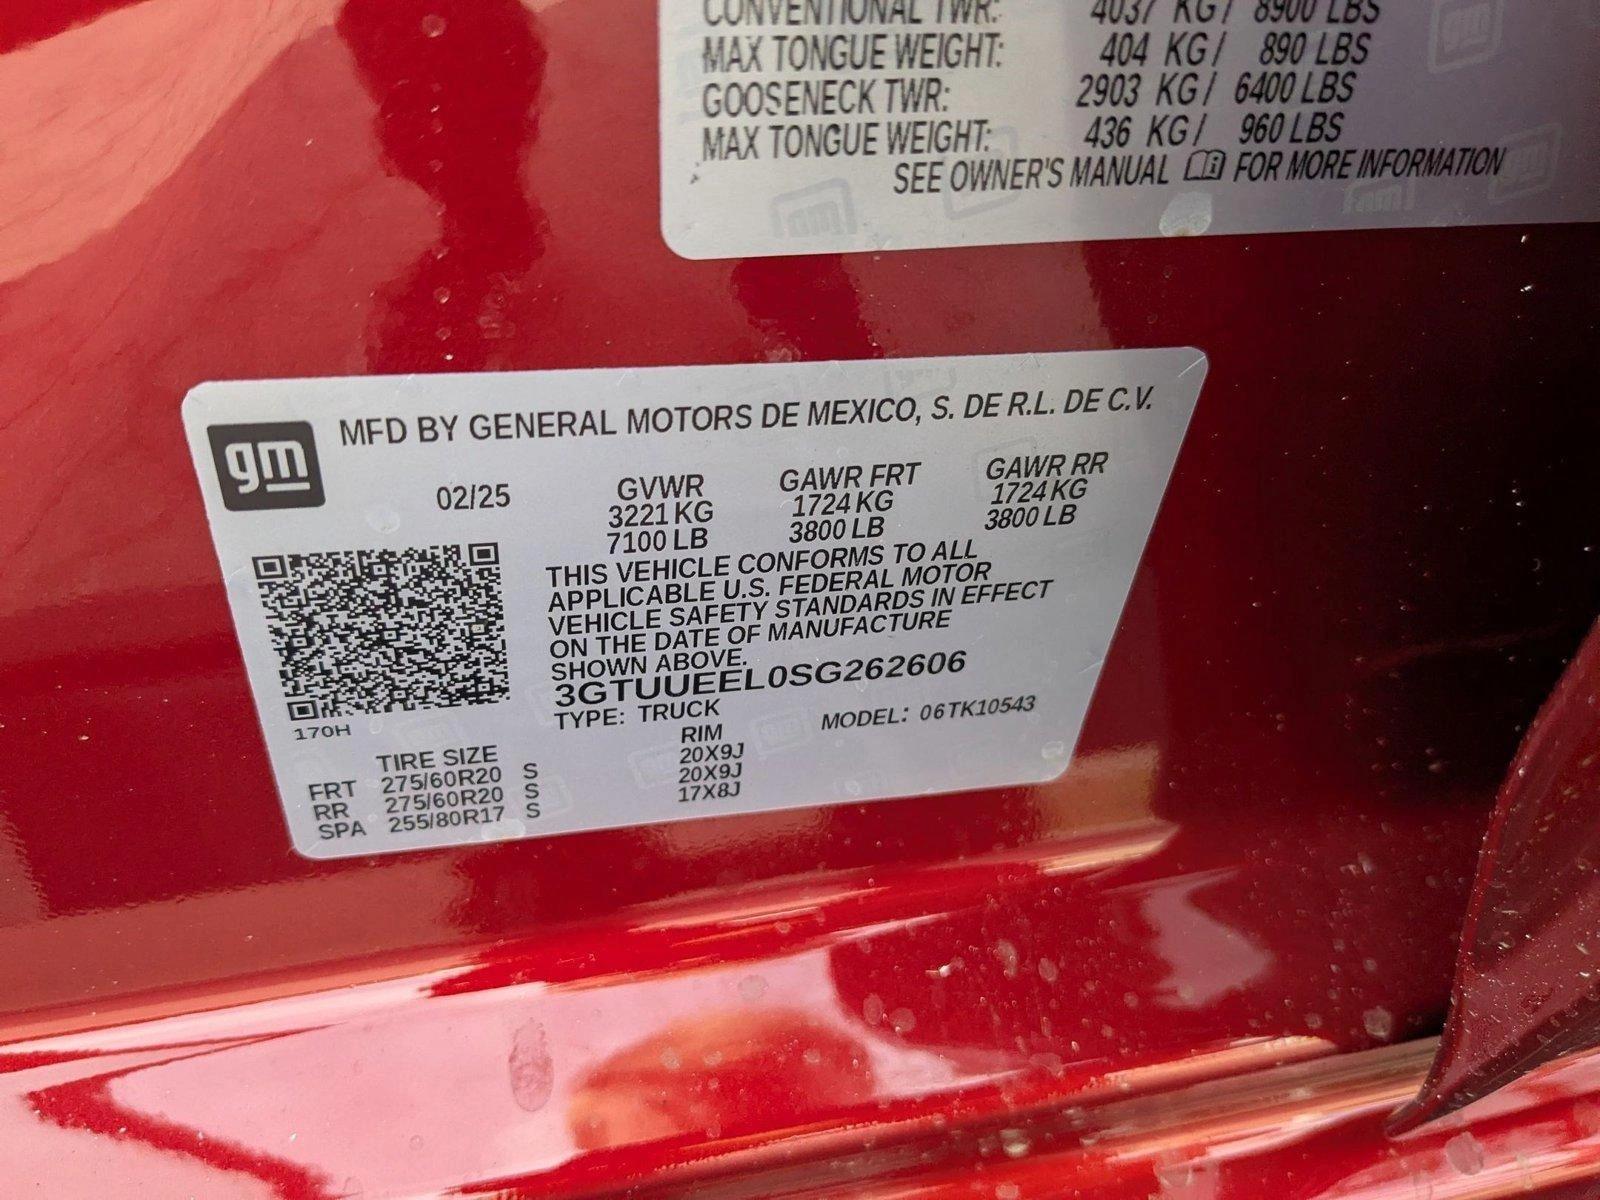 CONVENTIONAL TWR: 4037 KG/ 8900 LBS
MAX TONGUE WEIGHT: 404 KG/ 890 LBS
GOOSENECK TWR: 2903 KG/ 6400 LBS
MAX TONGUE WEIGHT: 436 KG/ 960 LBS
SEE OWNER'S MANUAL FOR MORE INFORMATION
gm
MFD BY GENERAL MOTORS DE MEXICO, S. DE R.L. DE C.V.
02/25 GVWR GAWR FRT GAWR RR
3221 KG 1724 KG 1724 KG
7100 LB 3800 LB 3800 LB
THIS VEHICLE CONFORMS TO ALL
APPLICABLE U.S. FEDERAL MOTOR
VEHICLE SAFETY STANDARDS IN EFFECT
ON THE DATE OF MANUFACTURE
SHOWN ABOVE.
3GTUUEEL0SG262606
TYPE: TRUCK MODEL: 06TK10543
170H
TIRE SIZE RIM
FRT 275/60R20 S 20X9J
RR 275/60R20 S 20X9J
SPA 255/80R17 S 17X8J